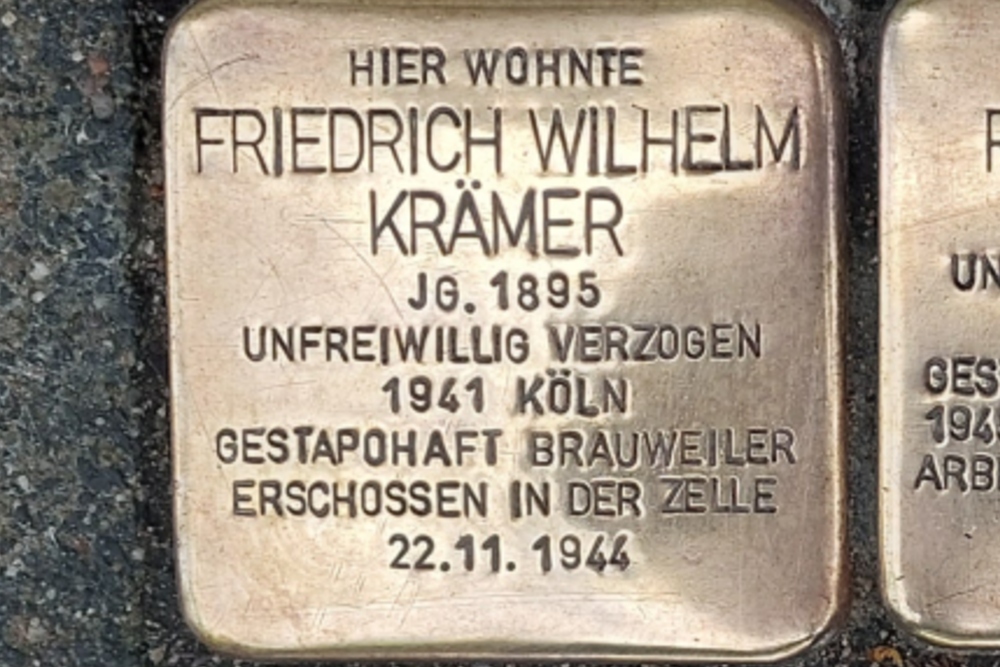 HIER WOHNTE
FRIEDRICH WILHELM
KRÄMER
JG. 1895
UNFREIWILLIG VERZOGEN
1941 KÖLN
GESTAPOHAFT BRAUWEILER
ERSCHOSSEN IN DER ZELLE
22.11. 1944